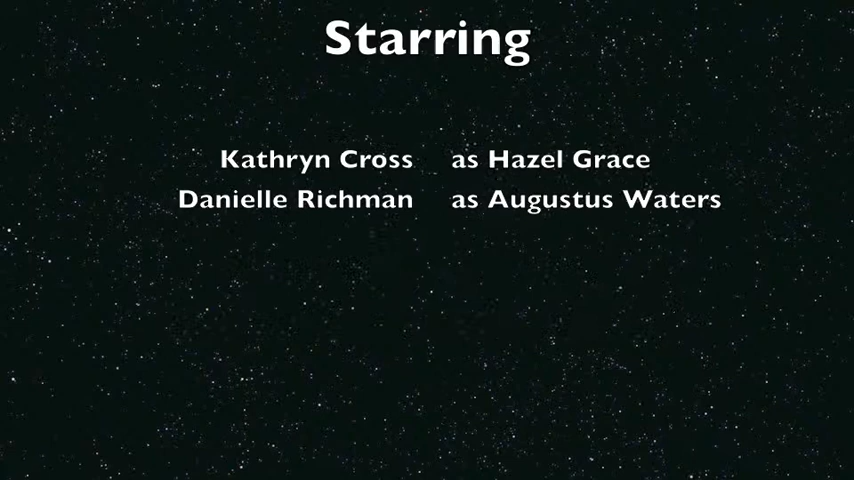 Starring
Kathryn Cross as Hazel Grace
Danielle Richman as Augustus Waters